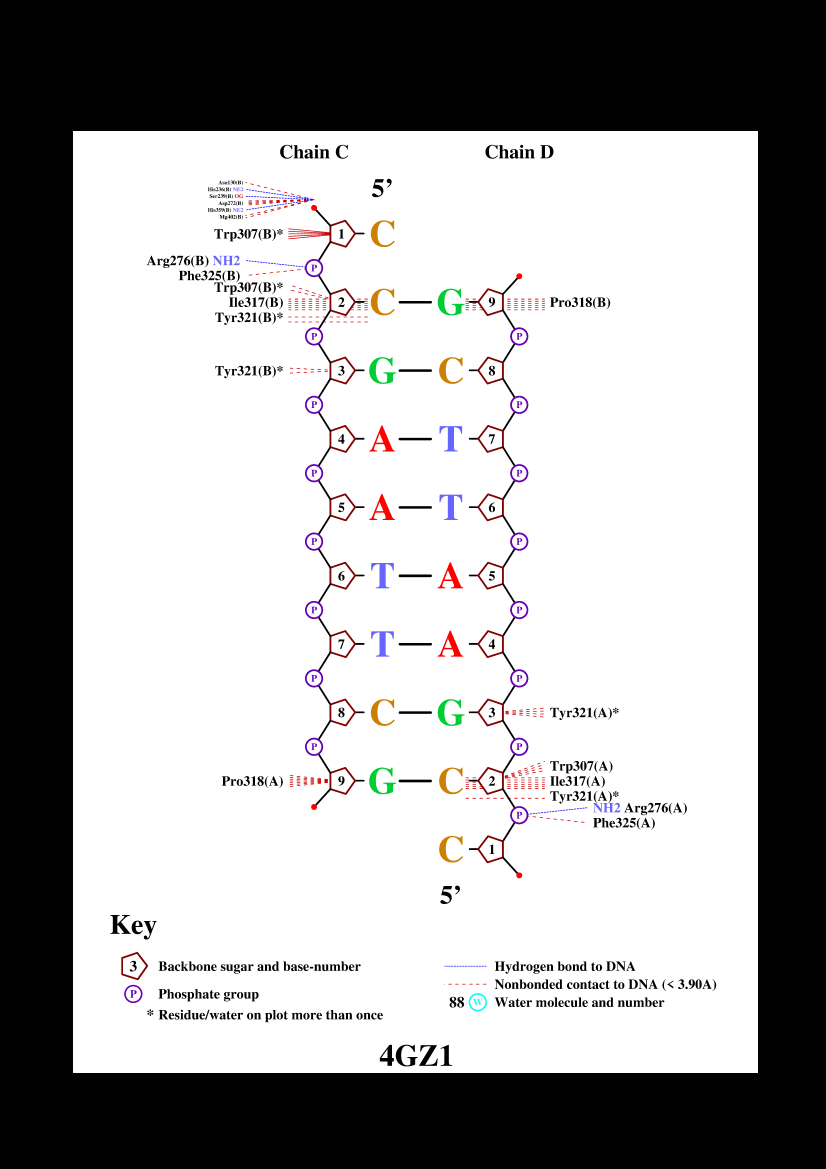 Chain C Chain D
5’
Asn130(B)
His236(B) NE2
Ser239(B) OG
Asp272(B)
His359(B) NE2
Mg402(B)
Trp307(B)* 1 C
Arg276(B) NH2 P
Phe325(B)
Trp307(B)*
Ile317(B) 2 C G 9 Pro318(B)
Tyr321(B)*
P P
Tyr321(B)* 3 G C 8
P P
4 A T 7
P P
5 A T 6
P P
6 T A 5
P P
7 T A 4
P P
8 C G 3 Tyr321(A)*
P P
Trp307(A)
Pro318(A) 9 G C 2 Ile317(A)
Tyr321(A)*
P NH2 Arg276(A)
Phe325(A)
C 1
5’
Key
3 Backbone sugar and base-number
P Phosphate group
* Residue/water on plot more than once
Hydrogen bond to DNA
Nonbonded contact to DNA (< 3.90A)
88 W Water molecule and number
4GZ1